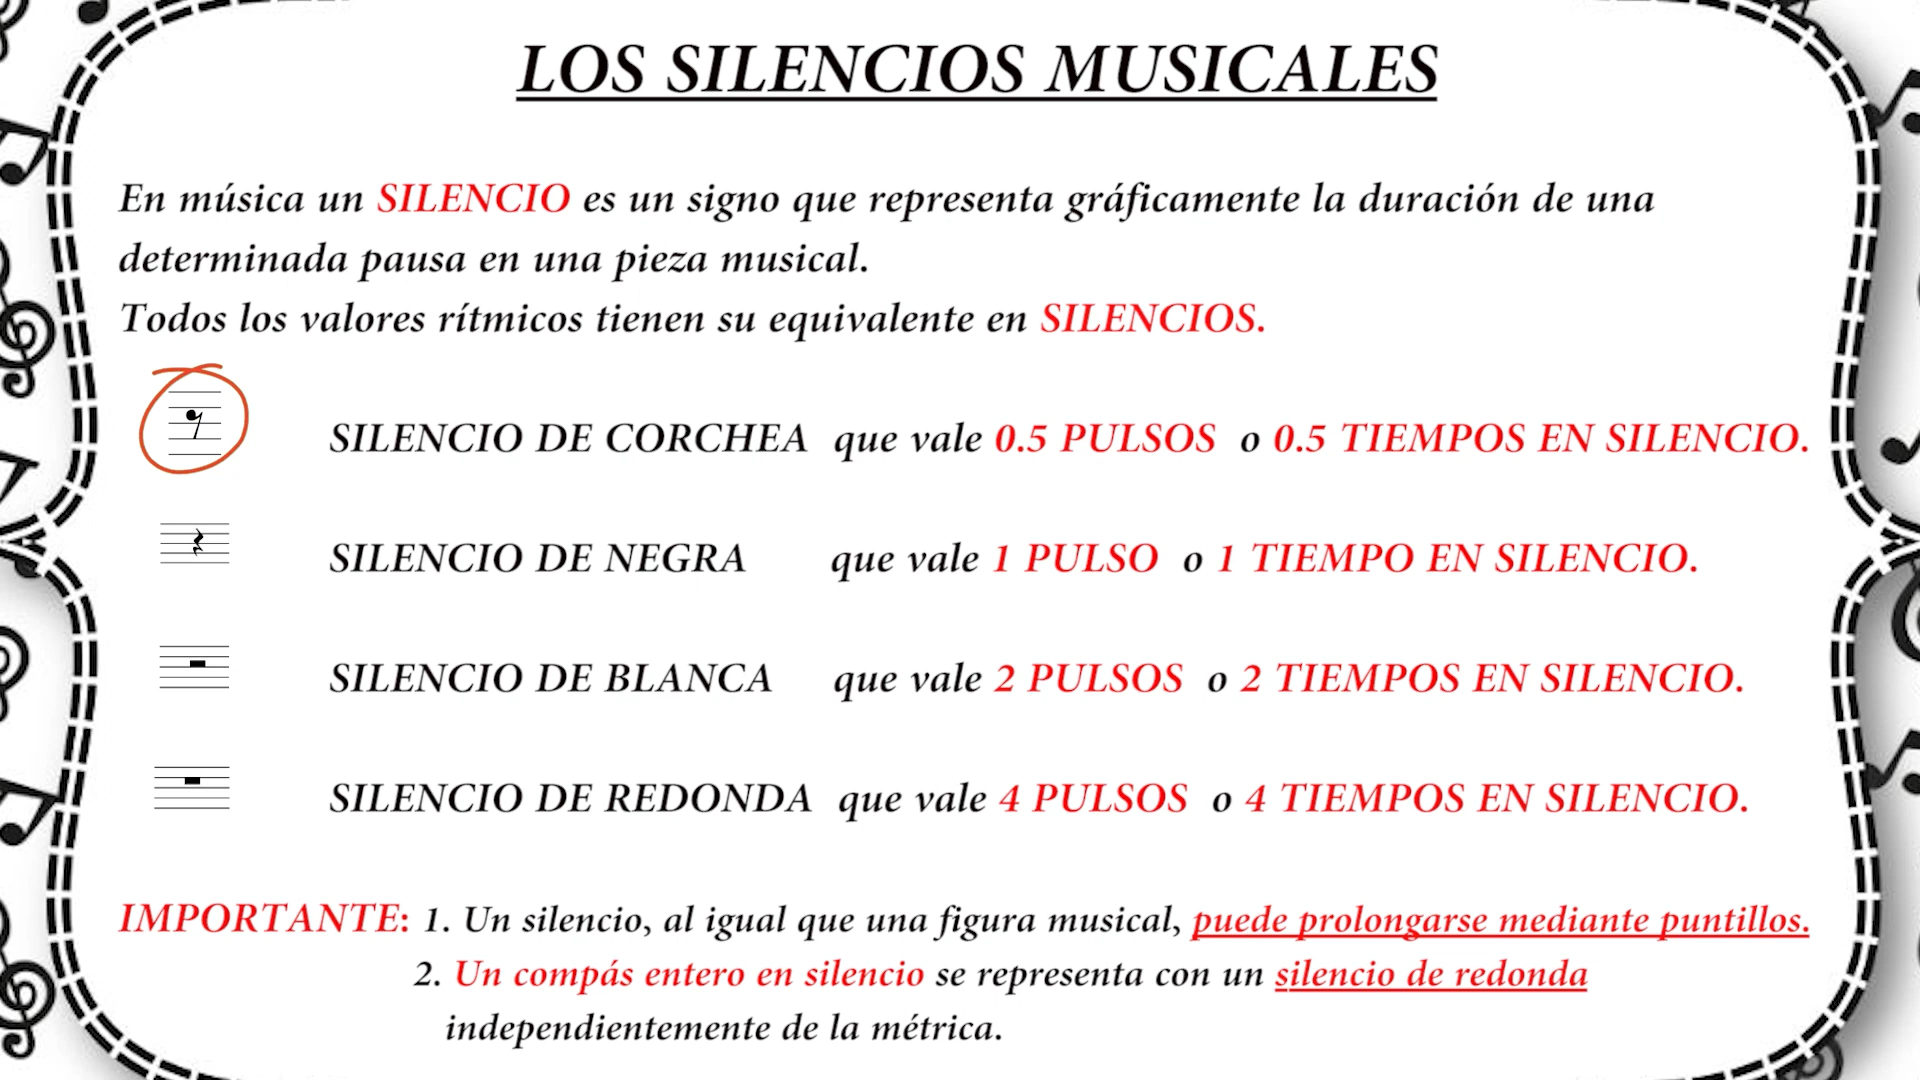 LOS SILENCIOS MUSICALES
En música un SILENCIO es un signo que representa gráficamente la duración de una
determinada pausa en una pieza musical.
Todos los valores rítmicos tienen su equivalente en SILENCIOS.
SILENCIO DE CORCHEA que vale 0.5 PULSOS o 0.5 TIEMPOS EN SILENCIO.
SILENCIO DE NEGRA que vale 1 PULSO o 1 TIEMPO EN SILENCIO.
SILENCIO DE BLANCA que vale 2 PULSOS o 2 TIEMPOS EN SILENCIO.
SILENCIO DE REDONDA que vale 4 PULSOS o 4 TIEMPOS EN SILENCIO.
IMPORTANTE: 1. Un silencio, al igual que una figura musical, puede prolongarse mediante puntillos.
2. Un compás entero en silencio se representa con un silencio de redonda
independientemente de la métrica.